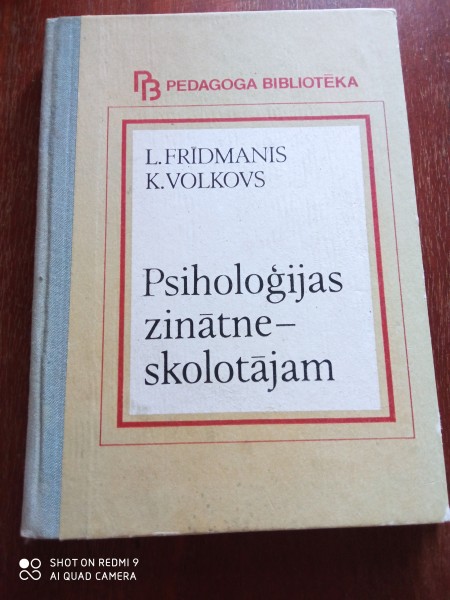 PB PEDAGOGA BIBLIOTĒKA
L. FRĪDMANIS
K. VOLKOVS
Psiholoģijas
zinātne–
skolotājam
SHOT ON REDMI 9
AI QUAD CAMERA